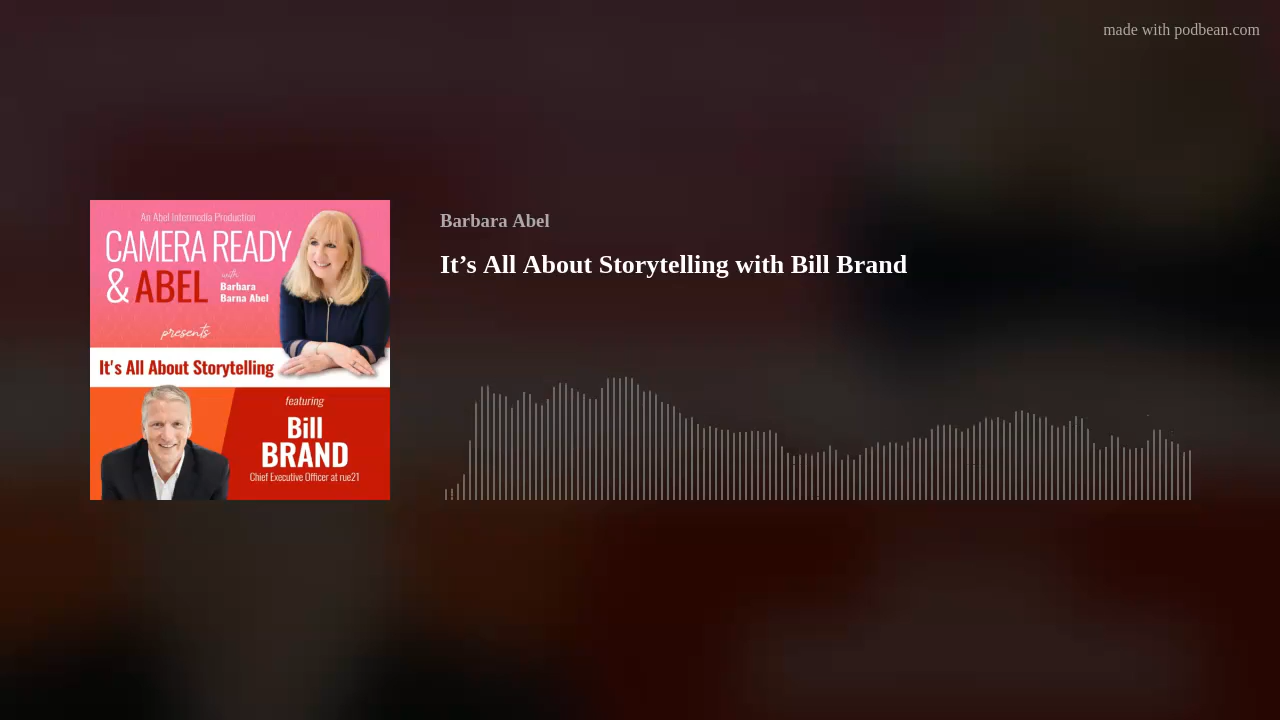 made with podbean.com
An Abel Intermedia Production
CAMERA READY
& ABEL with
Barbara
Barna Abel
presents
It's All About Storytelling
featuring
Bill
BRAND
Chief Executive Officer at rue21
Barbara Abel
It’s All About Storytelling with Bill Brand